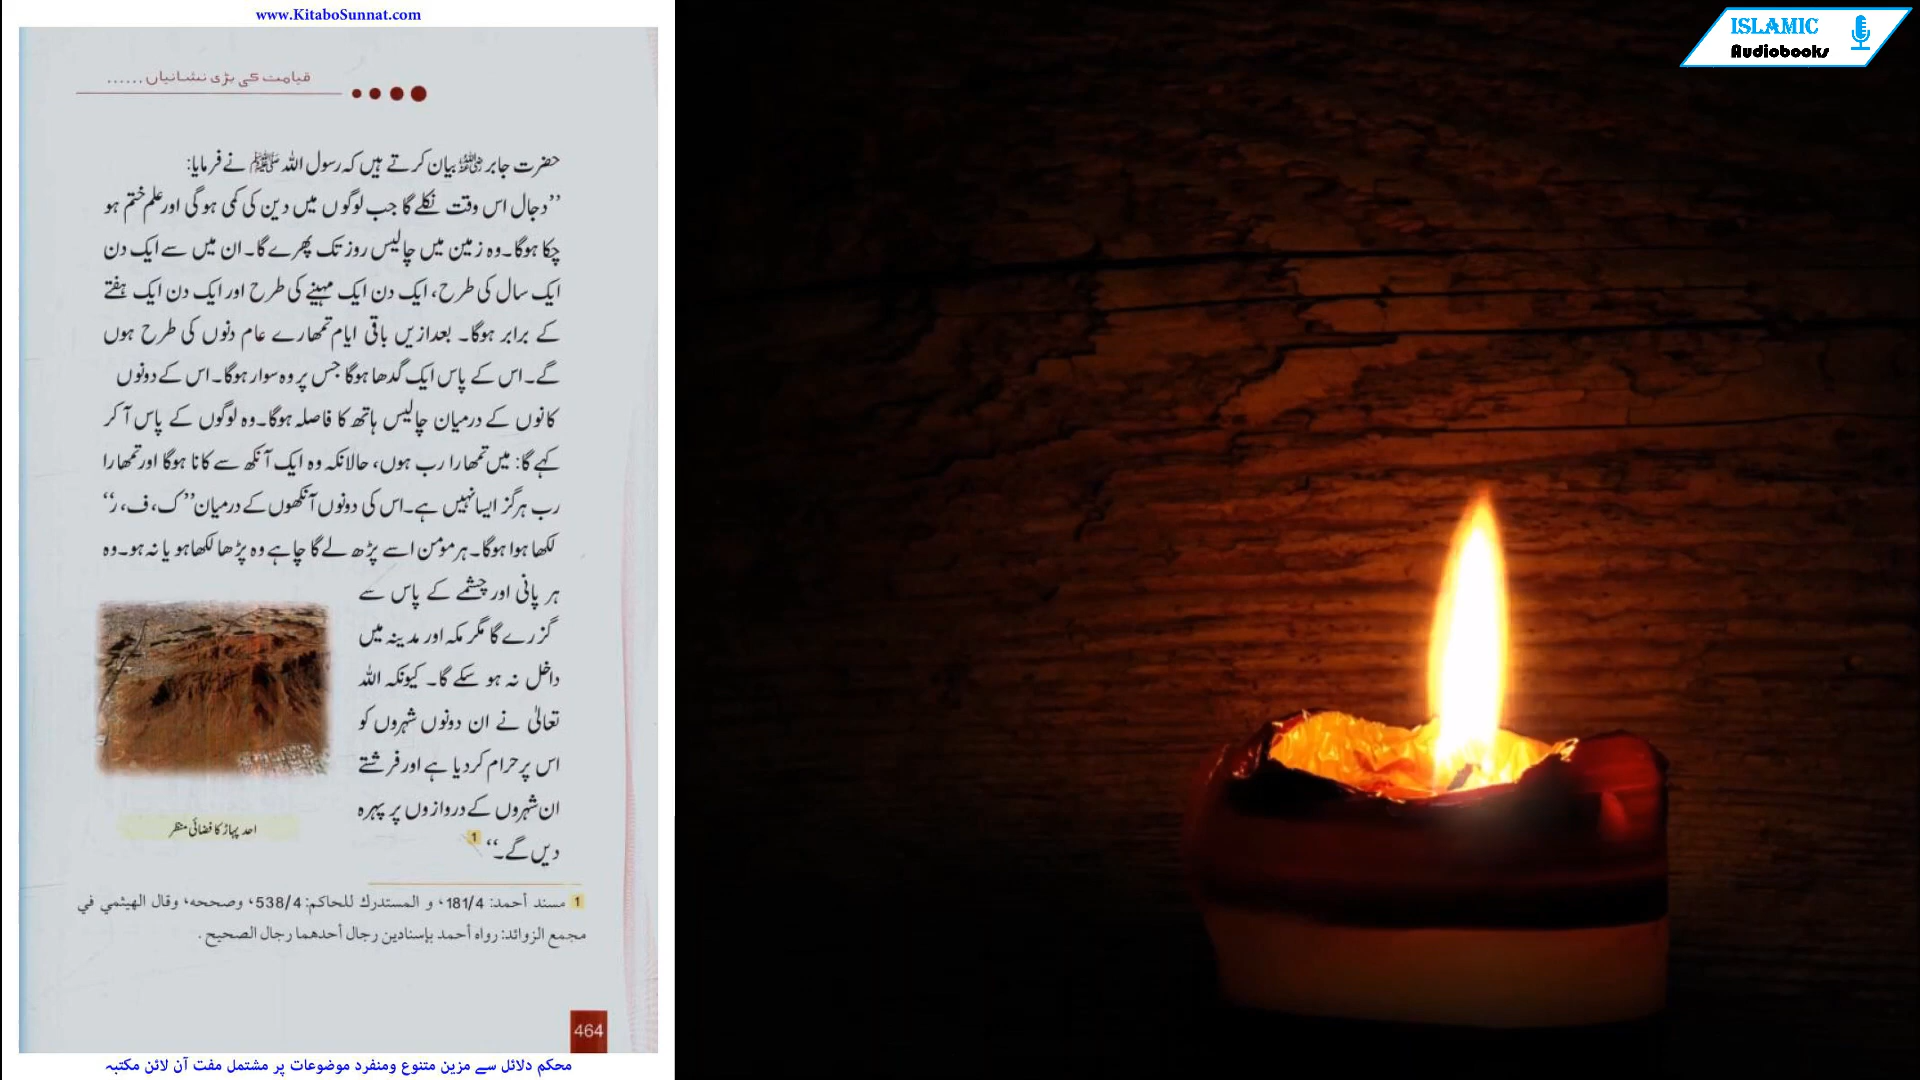 www.KitaboSunnat.com
ISLAMIC
Audiobooks
قیامت کی بڑی نشانیاں ......
حضرت جابر رضی اللہ عنہ بیان کرتے ہیں کہ رسول اللہ ﷺ نے فرمایا:
’’دجال اس وقت نکلے گا جب لوگوں میں دین کی کمی ہوگی اور علم ختم ہو
چکا ہوگا۔ وہ زمین میں چالیس روز تک پھرے گا۔ ان میں سے ایک دن
ایک سال کی طرح، ایک دن ایک مہینے کی طرح اور ایک دن ایک ہفتے
کے برابر ہوگا۔ بعدازیں باقی ایام تمھارے عام دنوں کی طرح ہوں
گے۔ اس کے پاس ایک گدھا ہوگا جس پر وہ سوار ہوگا۔ اس کے دونوں
کانوں کے درمیان چالیس ہاتھ کا فاصلہ ہوگا۔ وہ لوگوں کے پاس آ کر
کہے گا: میں تمھارا رب ہوں، حالانکہ وہ ایک آنکھ سے کانا ہوگا اور تمھارا
رب ہرگز ایسا نہیں ہے۔ اس کی دونوں آنکھوں کے درمیان ’’ک، ف، ر‘‘
لکھا ہوا ہوگا۔ ہر مومن اسے پڑھ لے گا چاہے وہ پڑھا لکھا ہو یا نہ ہو۔ وہ
ہر پانی اور چشمے کے پاس سے
گزرے گا مگر مکہ اور مدینہ میں
داخل نہ ہو سکے گا۔ کیونکہ اللہ
تعالیٰ نے ان دونوں شہروں کو
اس پر حرام کر دیا ہے اور فرشتے
ان شہروں کے دروازوں پر پہرہ
دیں گے۔‘‘ 1
احد پہاڑ کا فضائی منظر
1 مسند أحمد: 181/4، و المستدرك للحاكم: 538/4، وصححه، وقال الهيثمي في
مجمع الزوائد: رواه أحمد بإسنادين رجال أحدهما رجال الصحيح .
464
محکم دلائل سے مزین متنوع ومنفرد موضوعات پر مشتمل مفت آن لائن مکتبہ